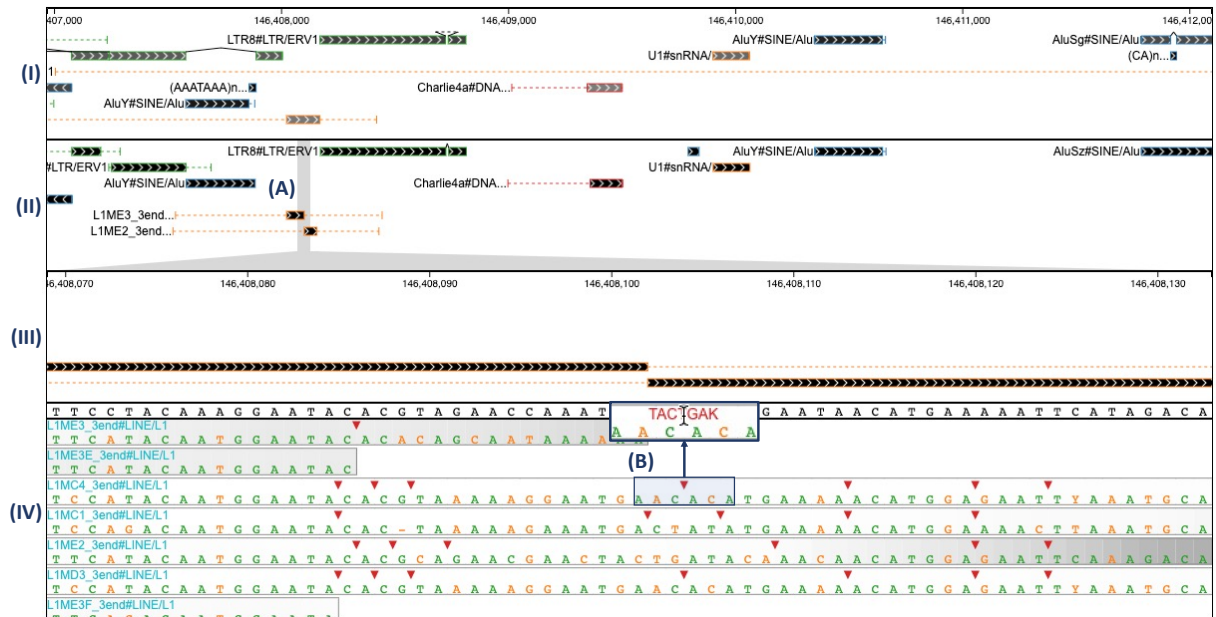 407,000 146,408,000 146,409,000 146,410,000 146,411,000 146,412,000
LTR8#LTR/ERV1 AluY#SINE/Alu AluSg#SINE/Alu
U1#snRNA/ (CA)n...
(I) 1
(AAATAAA)n... Charlie4a#DNA...
AluY#SINE/Alu
LTR8#LTR/ERV1 AluY#SINE/Alu AluSz#SINE/Alu
#LTR/ERV1 U1#snRNA/
AluY#SINE/Alu (A) Charlie4a#DNA...
(II)
L1ME3_3end...
L1ME2_3end...
46,408,070 146,408,080 146,408,090 146,408,100 146,408,110 146,408,120 146,408,130
(III)
T T C C T A C A A A G G A A T A C A C G T A G A A C C A A A T TACTGAK G A A T A A C A T G A A A A A T T C A T A G A C A
L1ME3_3end#LINE/L1
T T C A T A C A A T G G A A T A C A C A C A G C A A T A A A A A C A C A
L1ME3E_3end#LINE/L1
T T C A T A C A A T G G A A T A C
(B)
L1MC4_3end#LINE/L1
(IV) T C C A T A C A A T G G A A T A C A C G T A A A A A G G A A T G A A C A C A T G A A A A A C A T G G A G A A T T Y A A A T G C A
L1MC1_3end#LINE/L1
T C C A G A C A A T G G A A T A C A C - T A A A A A G A A A T G A C T A T A T G A A A A A C A T G G A A A A C T T A A A T G C A
L1ME2_3end#LINE/L1
T T C A T A C A A T G G A A T A C A C G C A G A A C G A A C T A C T G A T A C A A A C A A C A T G G A G A A T T C A A A G A C A
L1MD3_3end#LINE/L1
T C C A T A C A A T G G A A T A C A C G T A A A A A G G A A T G A A C A C A T G A A A A A C A T G G A G A A T T Y A A A T G C A
L1ME3F_3end#LINE/L1